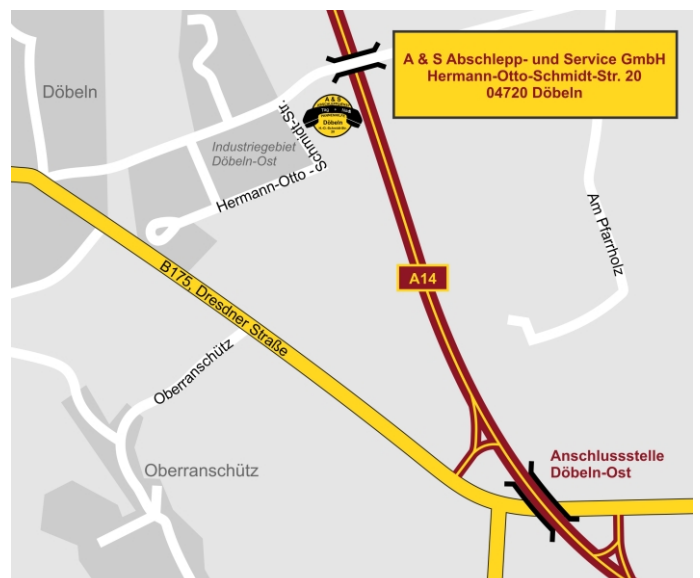 A & S Abschlepp- und Service GmbH
Hermann-Otto-Schmidt-Str. 20
04720 Döbeln
Döbeln
A & S
Döbeln
Industriegebiet
Döbeln-Ost
Hermann-Otto - Schmidt-Str.
Am Pfarrholz
A14
B175, Dresdner Straße
Oberranschütz
Oberranschütz
Anschlussstelle
Döbeln-Ost